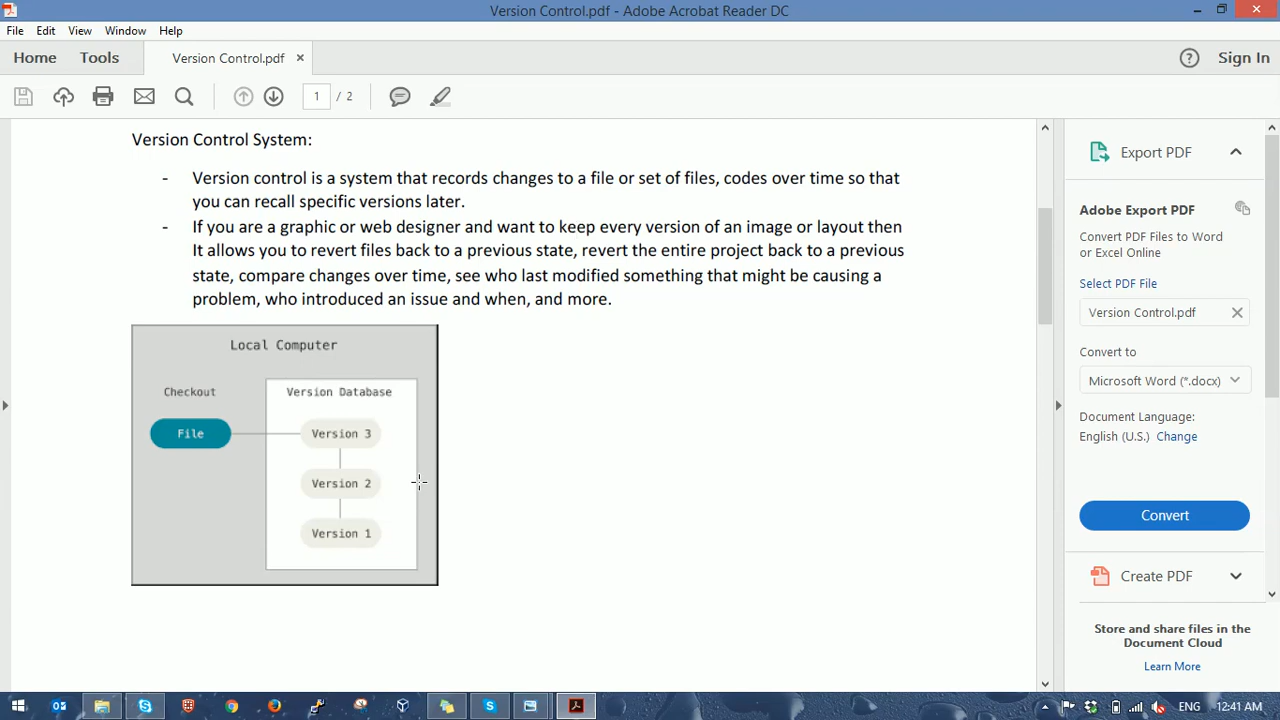 Version Control.pdf - Adobe Acrobat Reader DC
File Edit View Window Help
Home Tools Version Control.pdf × Sign In
1 / 2
Version Control System:
- Version control is a system that records changes to a file or set of files, codes over time so that
you can recall specific versions later.
- If you are a graphic or web designer and want to keep every version of an image or layout then
It allows you to revert files back to a previous state, revert the entire project back to a previous
state, compare changes over time, see who last modified something that might be causing a
problem, who introduced an issue and when, and more.
Local Computer
Checkout Version Database
File Version 3
Version 2
Version 1
Export PDF
Adobe Export PDF
Convert PDF Files to Word
or Excel Online
Select PDF File
Version Control.pdf
Convert to
Microsoft Word (*.docx)
Document Language:
English (U.S.) Change
Convert
Create PDF
Store and share files in the
Document Cloud
Learn More
ENG 12:41 AM